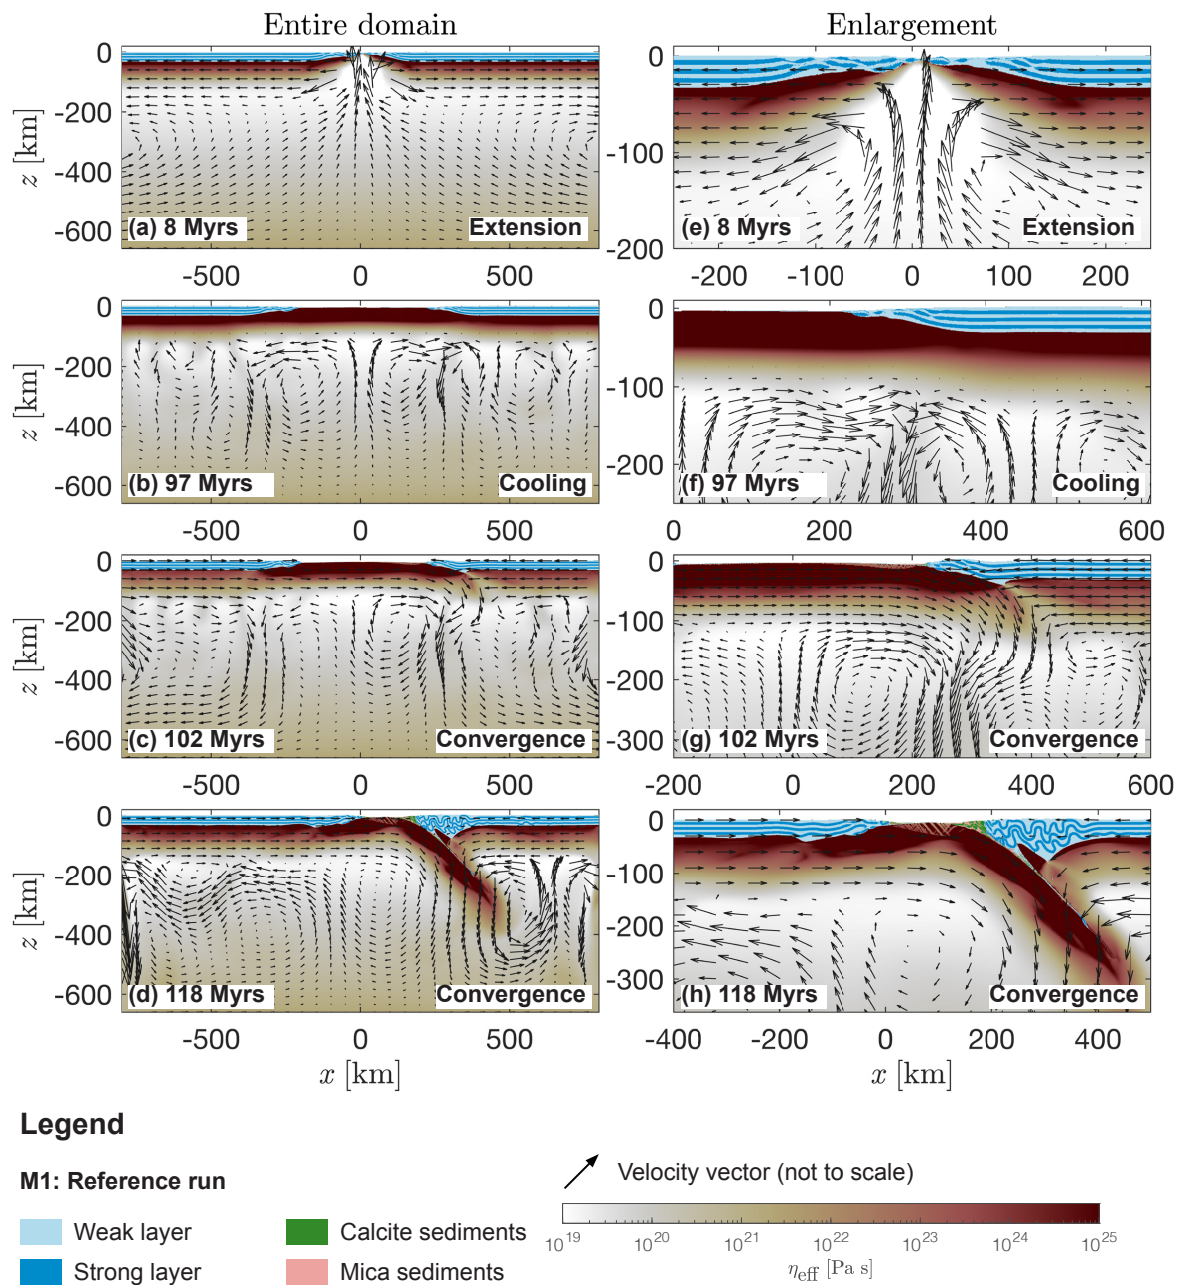 Entire domain
Enlargement
0
-200
-400
-600
z [km]
(a) 8 Myrs
Extension
-500
0
500
0
-100
-200
(e) 8 Myrs
Extension
-200
-100
0
100
200
0
-200
-400
-600
z [km]
(b) 97 Myrs
Cooling
-500
0
500
0
-100
-200
(f) 97 Myrs
Cooling
0
200
400
600
0
-200
-400
-600
z [km]
(c) 102 Myrs
Convergence
-500
0
500
0
-100
-200
-300
(g) 102 Myrs
Convergence
-200
0
200
400
600
0
-200
-400
-600
z [km]
(d) 118 Myrs
Convergence
-500
0
500
x [km]
0
-100
-200
-300
(h) 118 Myrs
Convergence
-400
-200
0
200
400
x [km]
Legend
M1: Reference run
Weak layer
Strong layer
Calcite sediments
Mica sediments
Velocity vector (not to scale)
10^19 10^20 10^21 10^22 10^23 10^24 10^25
η_eff [Pa s]